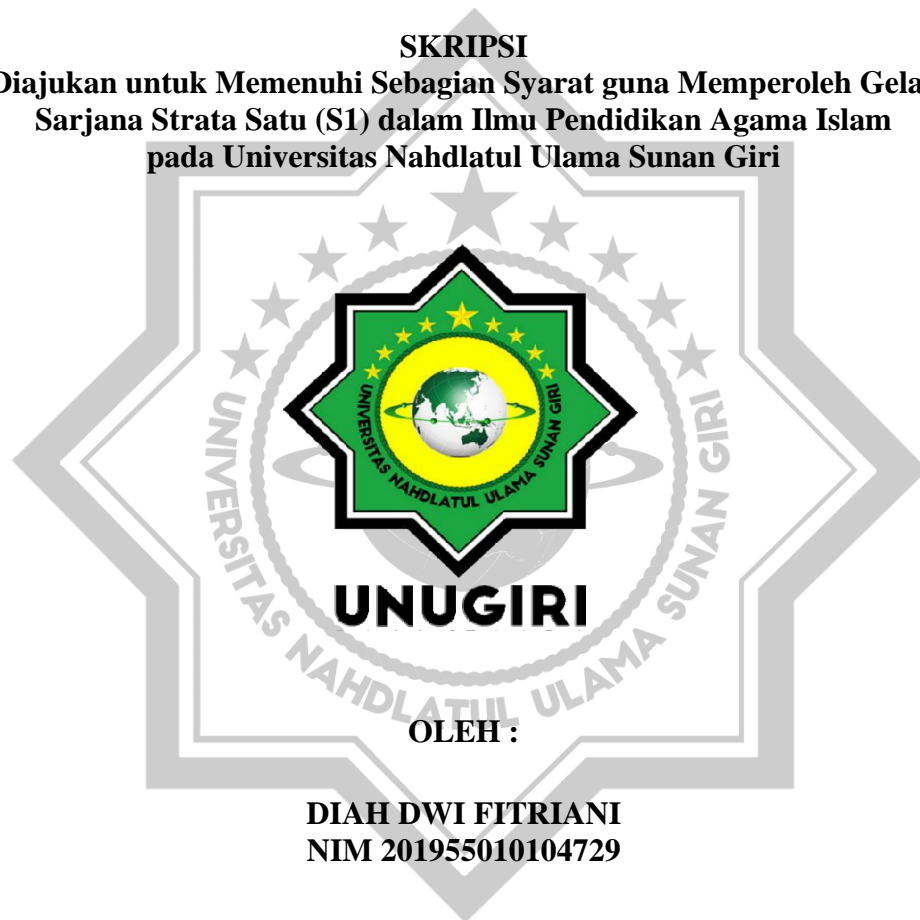 SKRIPSI
Diajukan untuk Memenuhi Sebagian Syarat guna Memperoleh Gela
Sarjana Strata Satu (S1) dalam Ilmu Pendidikan Agama Islam
pada Universitas Nahdlatul Ulama Sunan Giri
UNIVERSITAS NAHDLATUL ULAMA SUNAN GIRI
UNIVERSITAS NAHDLATUL ULAMA SUNAN GIRI
UNUGIRI
OLEH :
DIAH DWI FITRIANI
NIM 201955010104729